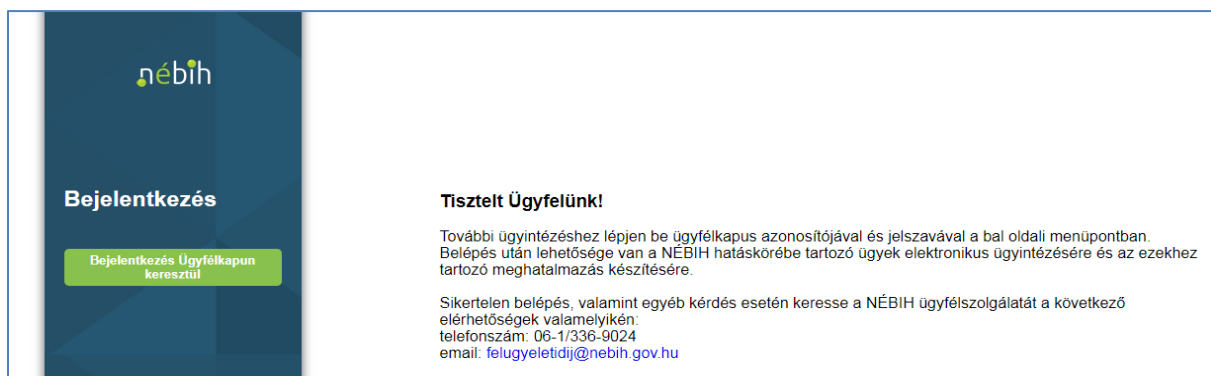 nébih
Bejelentkezés
Bejelentkezés Ügyfélkapun
keresztül
Tisztelt Ügyfelünk!
További ügyintézéshez lépjen be ügyfélkapus azonosítójával és jelszavával a bal oldali menüpontban.
Belépés után lehetősége van a NÉBIH hatáskörébe tartozó ügyek elektronikus ügyintézésére és az ezekhez
tartozó meghatalmazás készítésére.
Sikertelen belépés, valamint egyéb kérdés esetén keresse a NÉBIH ügyfélszolgálatát a következő
elérhetőségek valamelyikén:
telefonszám: 06-1/336-9024
email: felugyeletidij@nebih.gov.hu